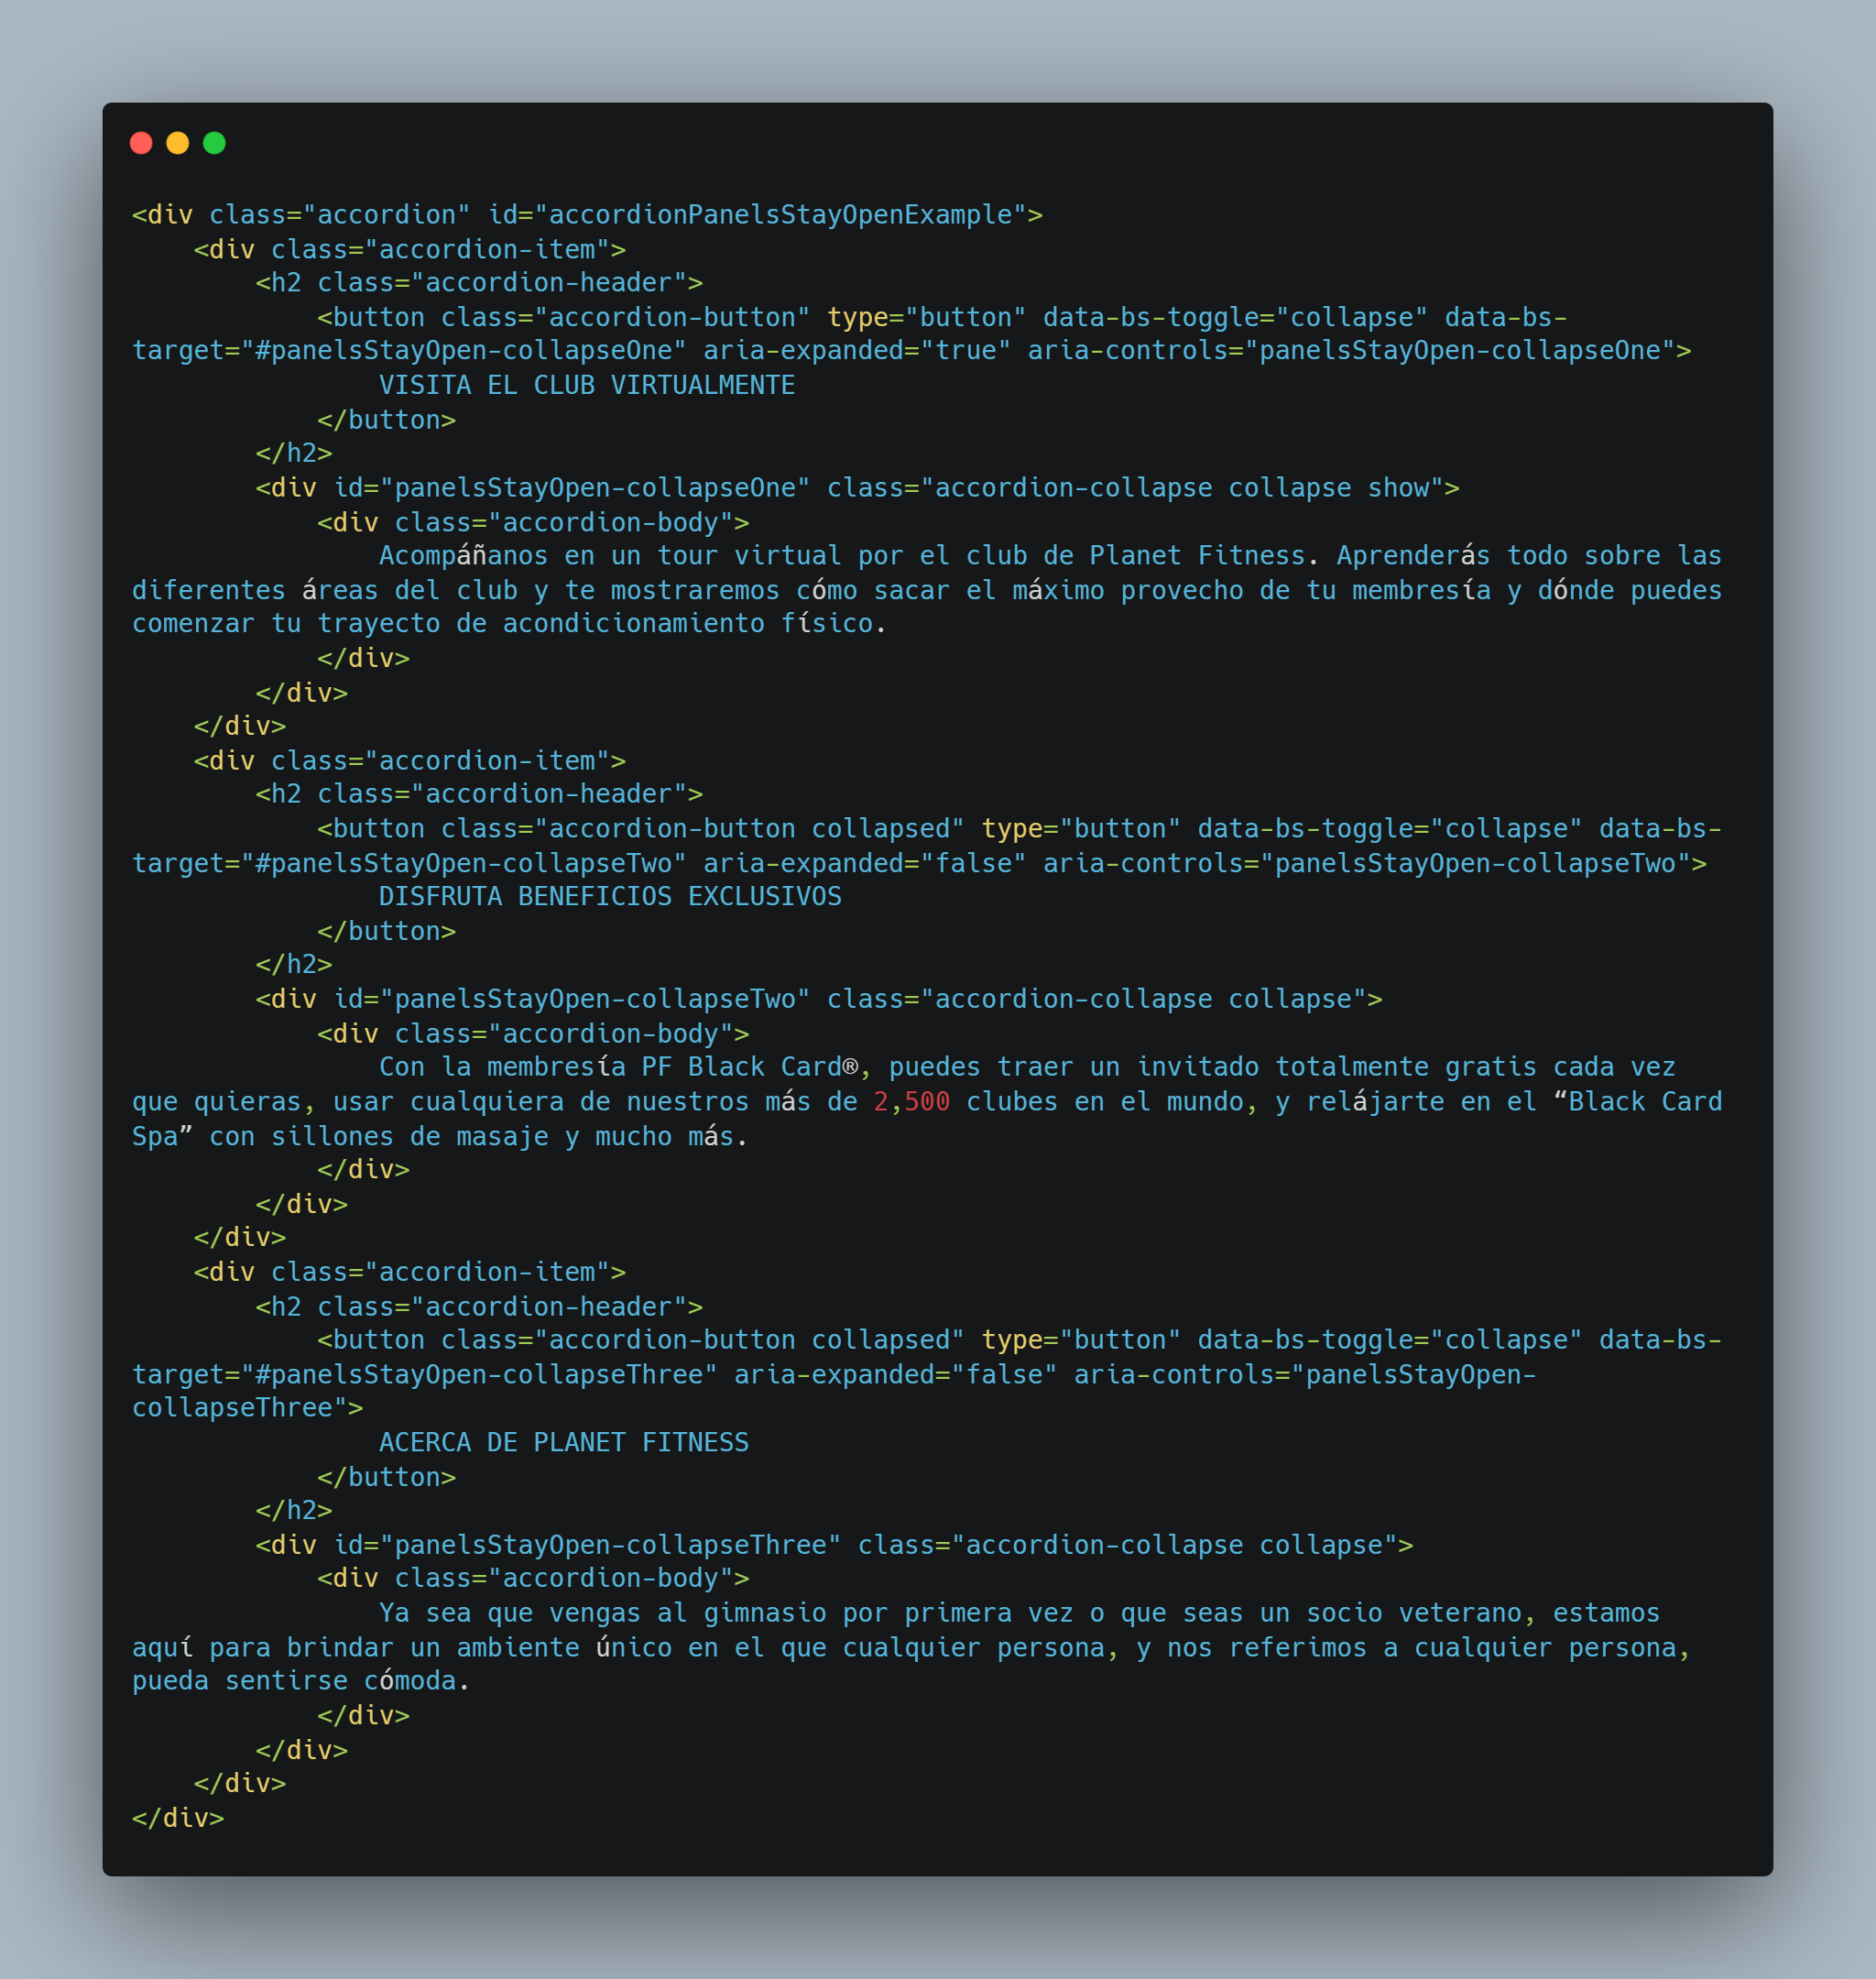 <div class="accordion" id="accordionPanelsStayOpenExample">
    <div class="accordion-item">
        <h2 class="accordion-header">
            <button class="accordion-button" type="button" data-bs-toggle="collapse" data-bs-
target="#panelsStayOpen-collapseOne" aria-expanded="true" aria-controls="panelsStayOpen-collapseOne">
                VISITA EL CLUB VIRTUALMENTE
            </button>
        </h2>
        <div id="panelsStayOpen-collapseOne" class="accordion-collapse collapse show">
            <div class="accordion-body">
                Acompáñanos en un tour virtual por el club de Planet Fitness. Aprenderás todo sobre las
diferentes áreas del club y te mostraremos cómo sacar el máximo provecho de tu membresía y dónde puedes
comenzar tu trayecto de acondicionamiento físico.
            </div>
        </div>
    </div>
    <div class="accordion-item">
        <h2 class="accordion-header">
            <button class="accordion-button collapsed" type="button" data-bs-toggle="collapse" data-bs-
target="#panelsStayOpen-collapseTwo" aria-expanded="false" aria-controls="panelsStayOpen-collapseTwo">
                DISFRUTA BENEFICIOS EXCLUSIVOS
            </button>
        </h2>
        <div id="panelsStayOpen-collapseTwo" class="accordion-collapse collapse">
            <div class="accordion-body">
                Con la membresía PF Black Card®, puedes traer un invitado totalmente gratis cada vez
que quieras, usar cualquiera de nuestros más de 2,500 clubes en el mundo, y relájarte en el “Black Card
Spa” con sillones de masaje y mucho más.
            </div>
        </div>
    </div>
    <div class="accordion-item">
        <h2 class="accordion-header">
            <button class="accordion-button collapsed" type="button" data-bs-toggle="collapse" data-bs-
target="#panelsStayOpen-collapseThree" aria-expanded="false" aria-controls="panelsStayOpen-
collapseThree">
                ACERCA DE PLANET FITNESS
            </button>
        </h2>
        <div id="panelsStayOpen-collapseThree" class="accordion-collapse collapse">
            <div class="accordion-body">
                Ya sea que vengas al gimnasio por primera vez o que seas un socio veterano, estamos
aquí para brindar un ambiente único en el que cualquier persona, y nos referimos a cualquier persona,
pueda sentirse cómoda.
            </div>
        </div>
    </div>
</div>